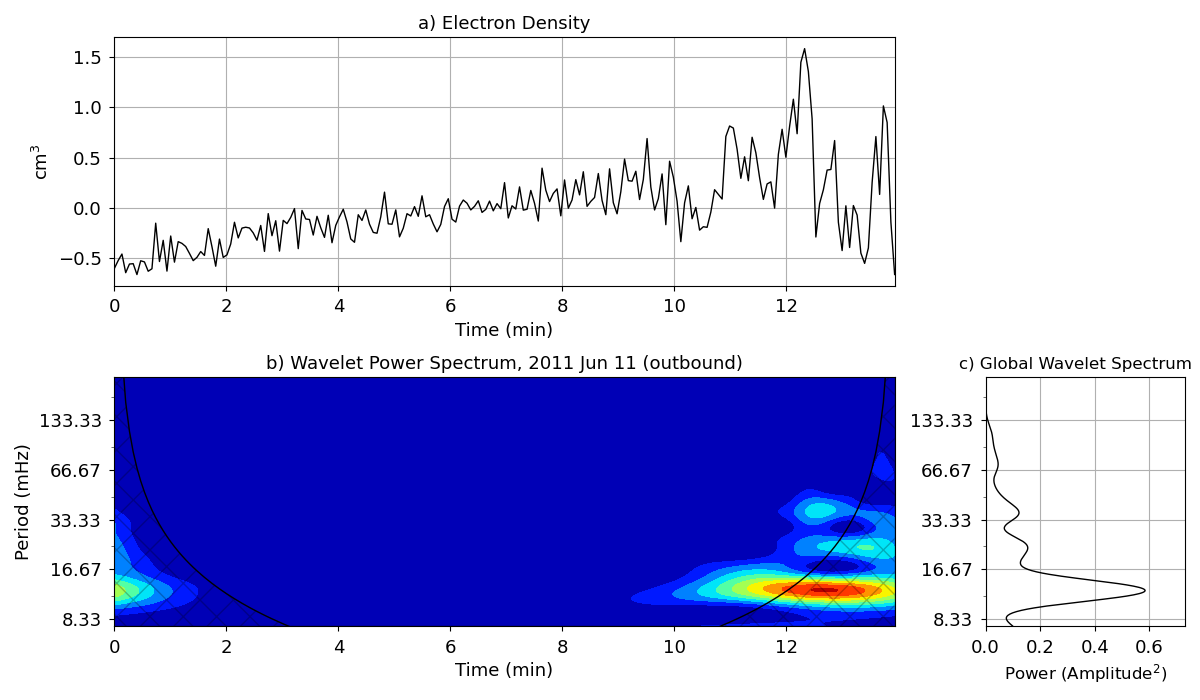 a) Electron Density
1.5
1.0
0.5
0.0
−0.5
cm³
0 2 4 6 8 10 12
Time (min)
b) Wavelet Power Spectrum, 2011 Jun 11 (outbound)
133.33
66.67
33.33
16.67
8.33
Period (mHz)
0 2 4 6 8 10 12
Time (min)
c) Global Wavelet Spectrum
133.33
66.67
33.33
16.67
8.33
0.0 0.2 0.4 0.6
Power (Amplitude²)